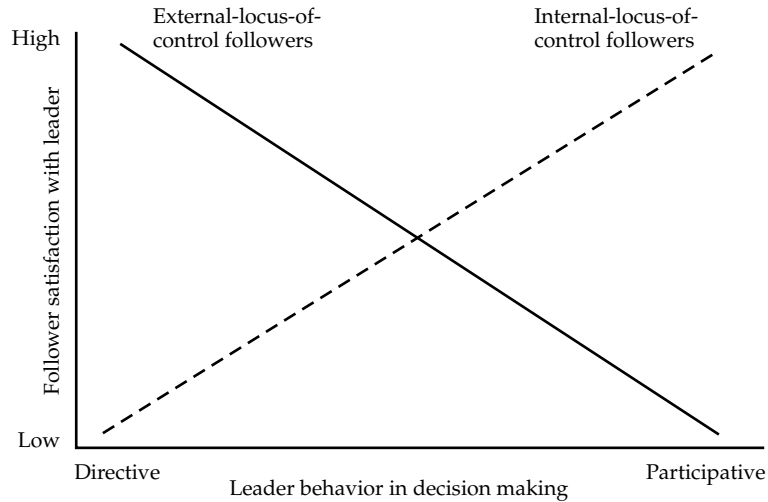 External-locus-of-
control followers
Internal-locus-of-
control followers
High
Follower satisfaction with leader
Low
Directive
Participative
Leader behavior in decision making